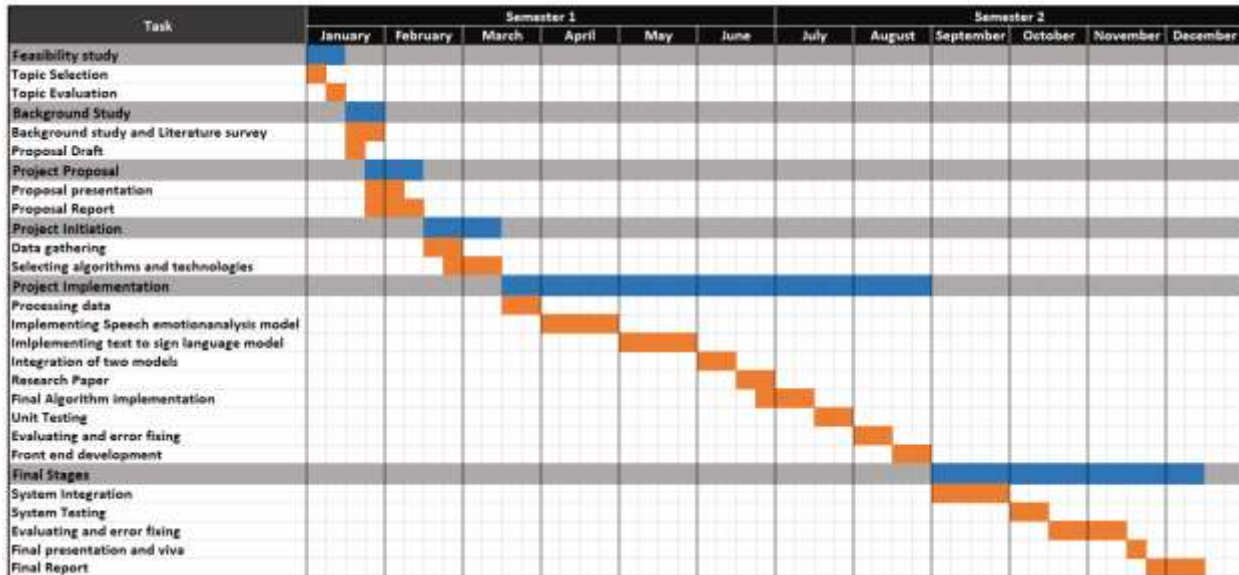 Task
Semester 1
Semester 2
January February March April May June July August September October November December
Feasibility study
Topic Selection
Topic Evaluation
Background Study
Background study and Literature survey
Proposal Draft
Project Proposal
Proposal presentation
Proposal Report
Project Initiation
Data gathering
Selecting algorithms and technologies
Project Implementation
Processing data
Implementing Speech emotionanalysis model
Imlplementing text to sign language model
Integration of two models
Research Paper
Final Algorithm implementation
Unit Testing
Evaluating and error fixing
Front end development
Final Stages
System Integration
System Testing
Evaluating and error fixing
Final presentation and viva
Final Report